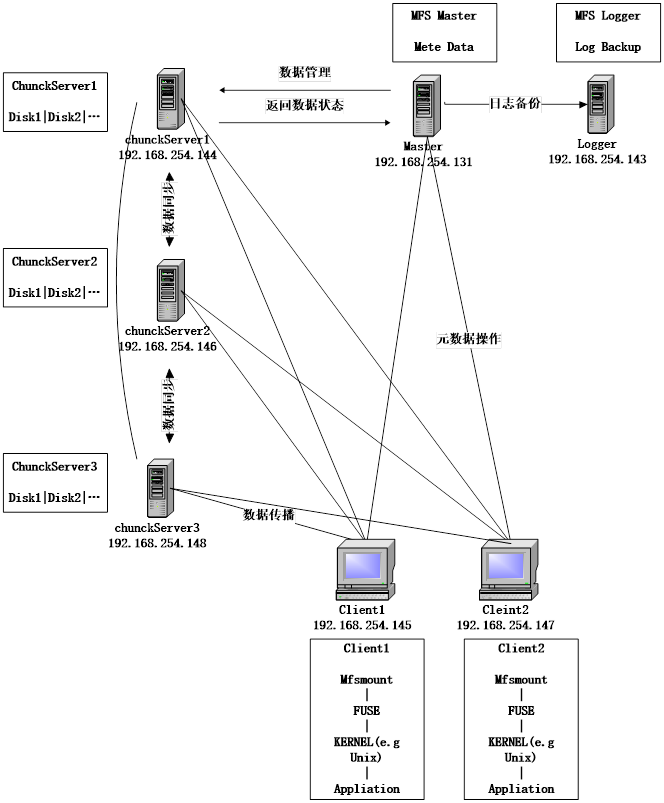 MFS Master
Mete Data
MFS Logger
Log Backup
ChunckServer1
Disk1|Disk2|…
数据管理
返回数据状态
日志备份
chunckServer1
192.168.254.144
Master
192.168.254.131
Logger
192.168.254.143
数据同步
ChunckServer2
Disk1|Disk2|…
chunckServer2
192.168.254.146
元数据操作
数据同步
ChunckServer3
Disk1|Disk2|…
chunckServer3
192.168.254.148
数据传播
Client1
192.168.254.145
Cleint2
192.168.254.147
Client1
Mfsmount
|
FUSE
|
KERNEL(e.g
Unix)
|
Appliation
Client2
Mfsmount
|
FUSE
|
KERNEL(e.g
Unix)
|
Appliation